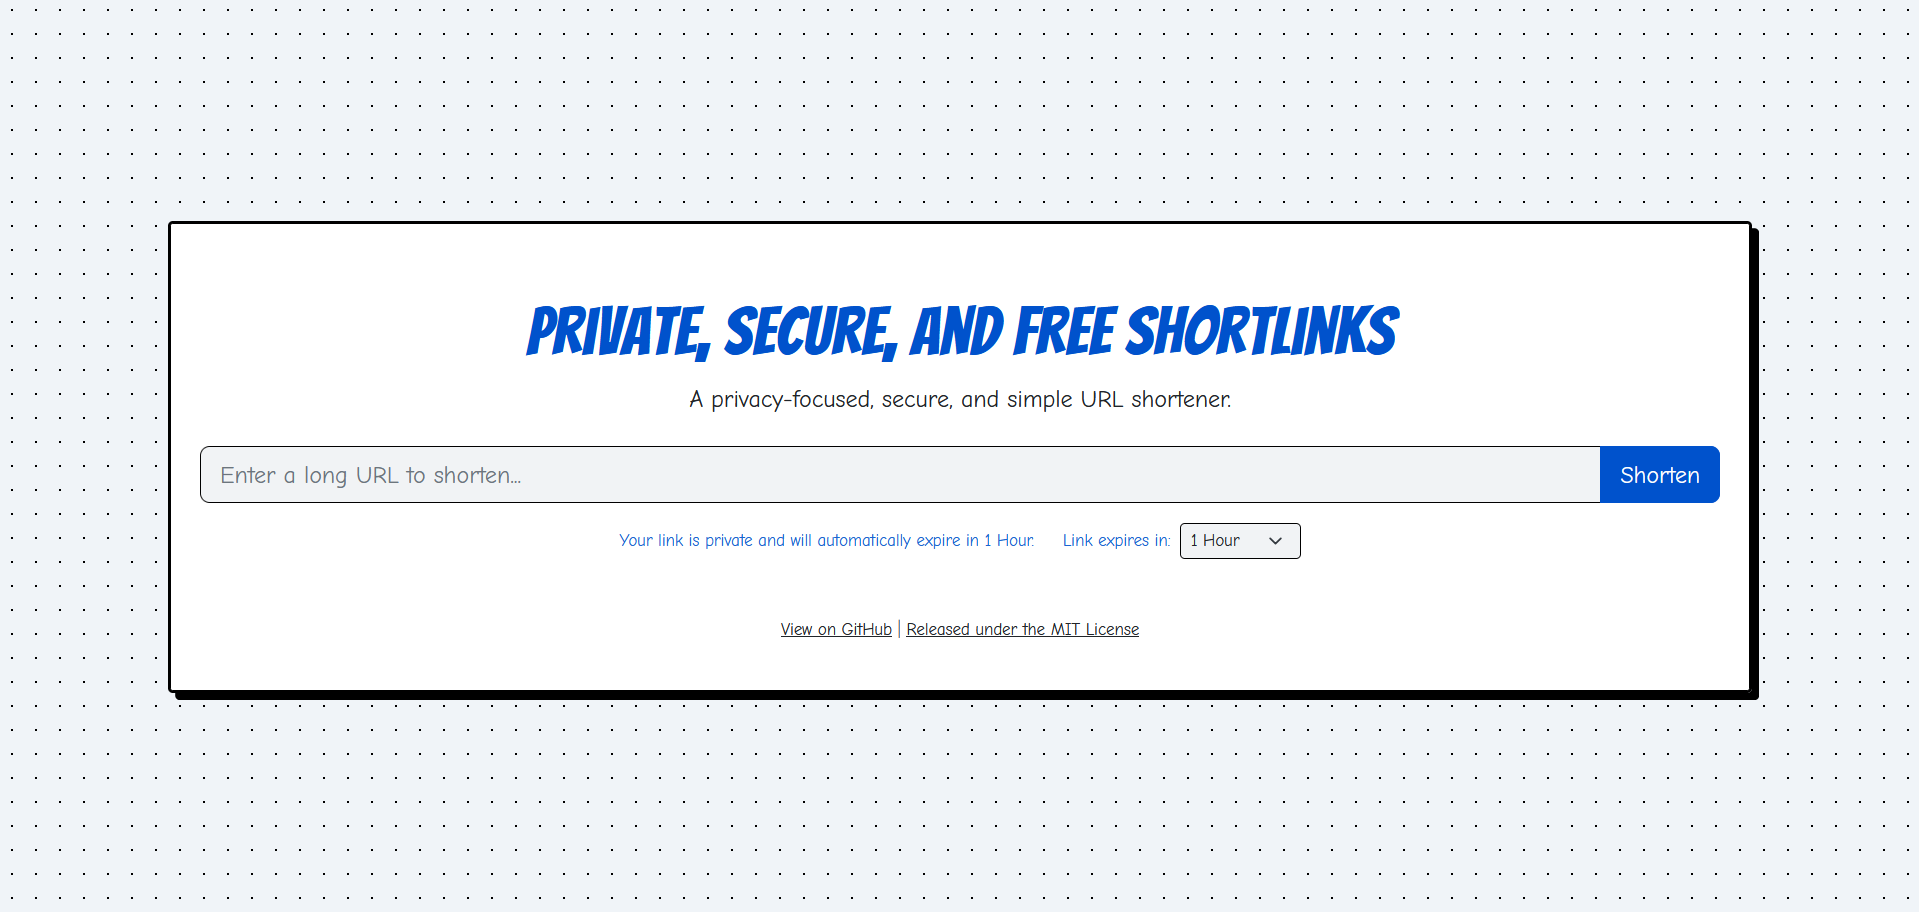 PRIVATE, SECURE, AND FREE SHORTLINKS
A privacy-focused, secure, and simple URL shortener.
Enter a long URL to shorten...
Shorten
Your link is private and will automatically expire in 1 Hour.
Link expires in:
1 Hour
View on GitHub | Released under the MIT License